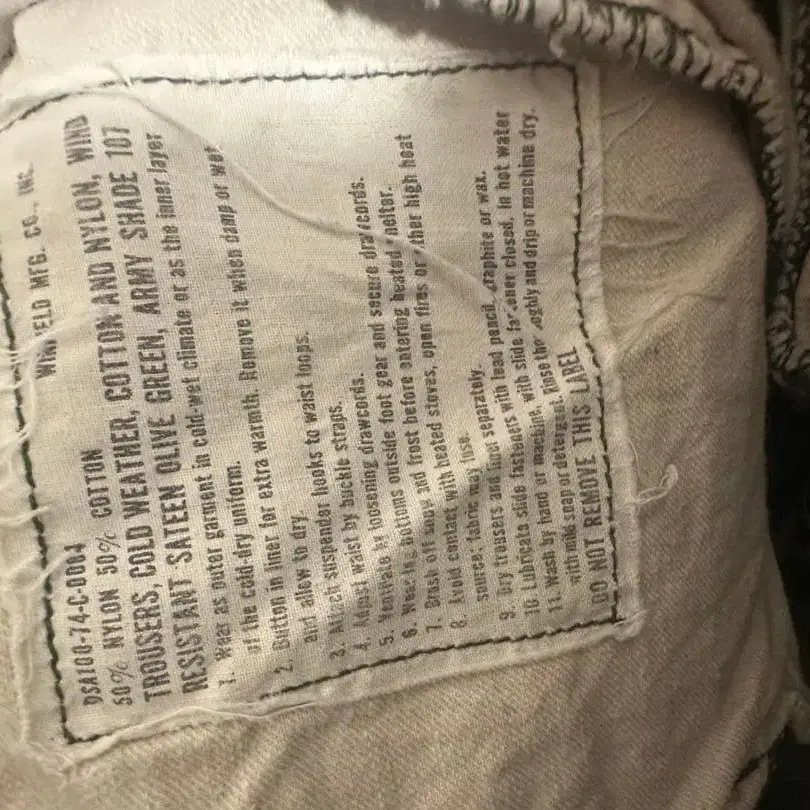 WINFIELD MFG. CO., INC.
DSA100-74-C-0064
50% NYLON 50% COTTON
TROUSERS, COLD WEATHER, COTTON AND NYLON, WIND
RESISTANT SATEEN OLIVE GREEN, ARMY SHADE 107
1. Wear as outer garment in cold-wet climate or as the inner layer
of the cold-dry uniform.
2. Button in liner for extra warmth. Remove it when damp or wet
and allow to dry.
3. Attach suspender hooks to waist loops.
4. Adjust waist by buckle straps.
5. Ventilate by loosening drawcords.
6. Wear leg bottoms outside foot gear and secure drawcords.
7. Brush off snow and frost before entering heated shelter.
8. Avoid contact with heated stoves, open fires or other high heat
source; fabric may fuse.
9. Dry trousers and liner separately.
10. Lubricate slide fasteners with lead pencil, graphite or wax.
11. Wash by hand or machine, with slide fastener closed, in hot water
with mild soap or detergent. Rinse thoroughly and drip or machine dry.
DO NOT REMOVE THIS LABEL